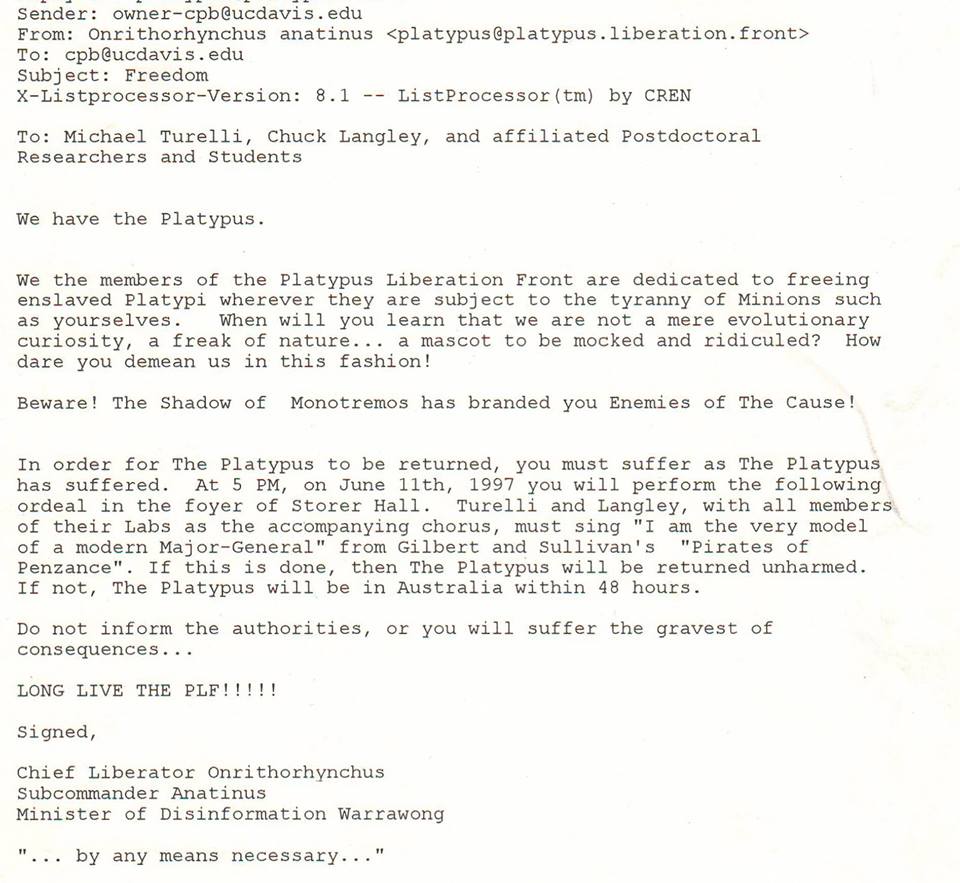 Sender: owner-cpb@ucdavis.edu
From: Onrithorhynchus anatinus <platypus@platypus.liberation.front>
To: cpb@ucdavis.edu
Subject: Freedom
X-Listprocessor-Version: 8.1 -- ListProcessor(tm) by CREN
To: Michael Turelli, Chuck Langley, and affiliated Postdoctoral
Researchers and Students
We have the Platypus.
We the members of the Platypus Liberation Front are dedicated to freeing
enslaved Platypi wherever they are subject to the tyranny of Minions such
as yourselves.   When will you learn that we are not a mere evolutionary
curiosity, a freak of nature... a mascot to be mocked and ridiculed?  How
dare you demean us in this fashion!
Beware! The Shadow of  Monotremos has branded you Enemies of The Cause!
In order for The Platypus to be returned, you must suffer as The Platypus
has suffered.  At 5 PM, on June 11th, 1997 you will perform the following
ordeal in the foyer of Storer Hall.  Turelli and Langley, with all members
of their Labs as the accompanying chorus, must sing "I am the very model
of a modern Major-General" from Gilbert and Sullivan's  "Pirates of
Penzance". If this is done, then The Platypus will be returned unharmed.
If not, The Platypus will be in Australia within 48 hours.
Do not inform the authorities, or you will suffer the gravest of
consequences...
LONG LIVE THE PLF!!!!!
Signed,
Chief Liberator Onrithorhynchus
Subcommander Anatinus
Minister of Disinformation Warrawong
"... by any means necessary..."